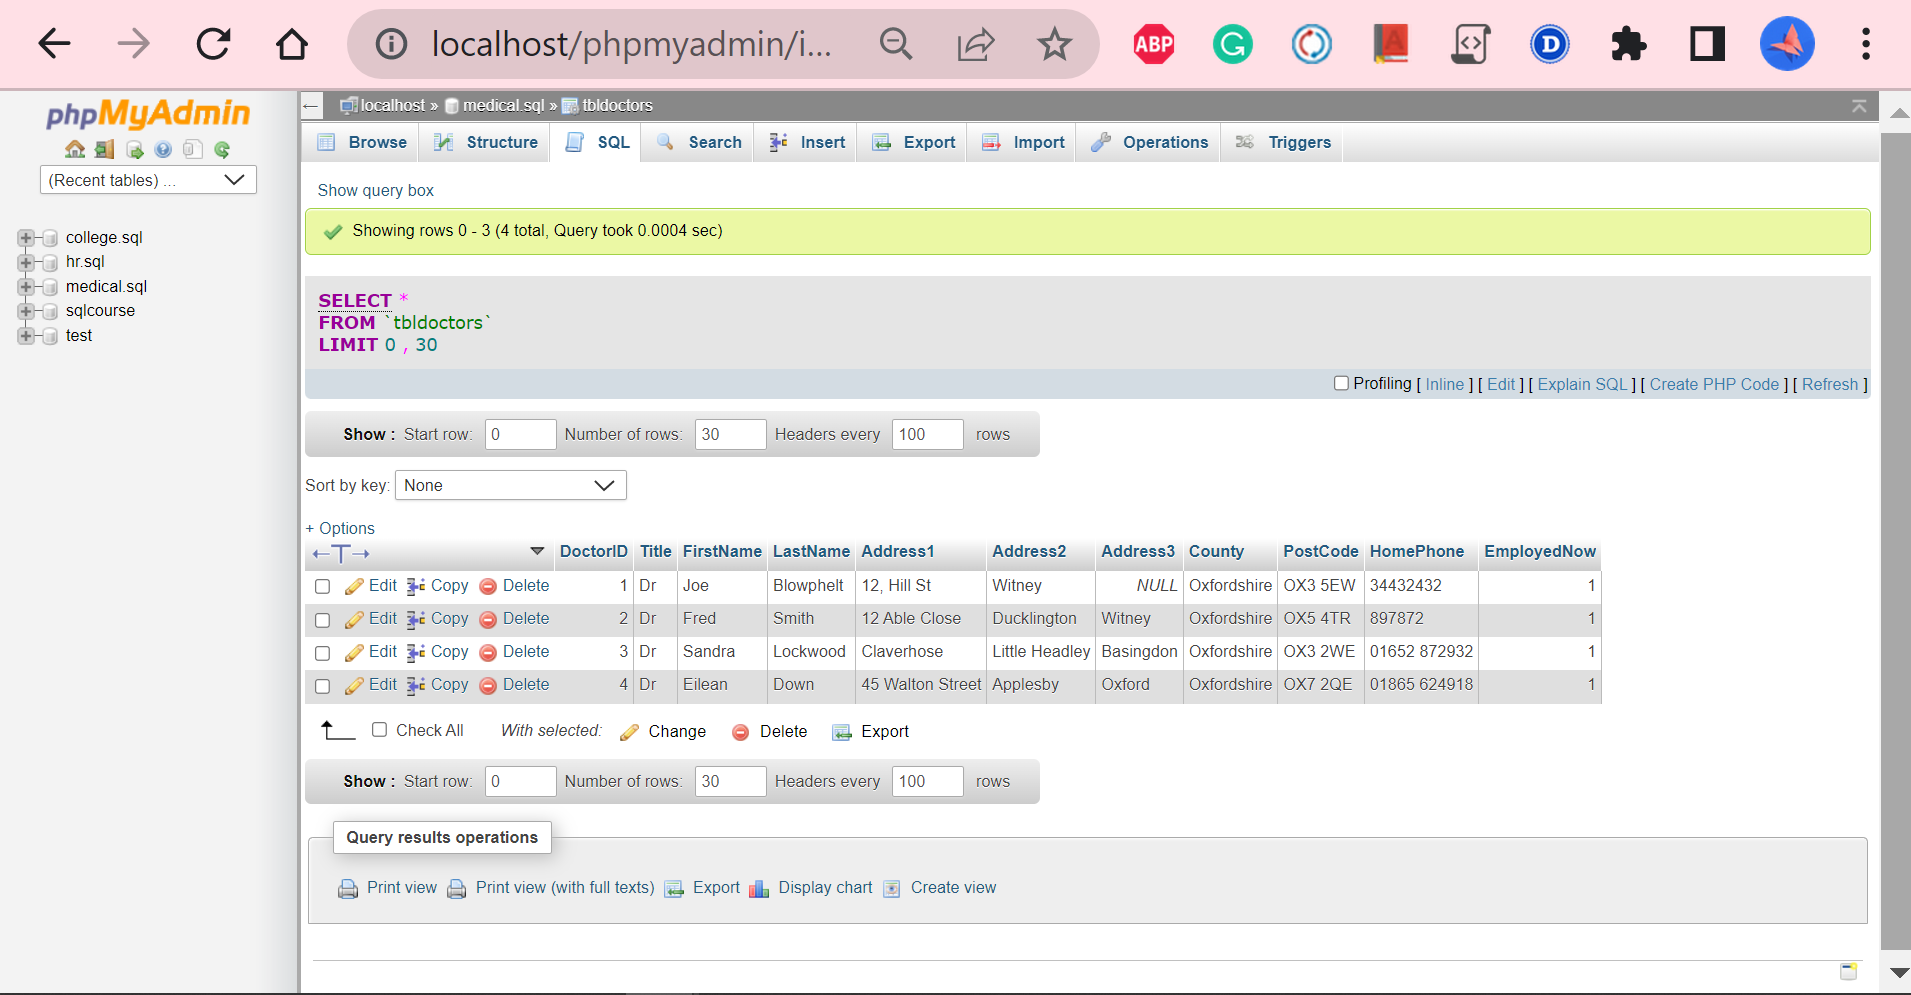 localhost/phpmyadmin/i...
ABP
G
A
D
phpMyAdmin
(Recent tables) ...
college.sql
hr.sql
medical.sql
sqlcourse
test
localhost » medical.sql » tbldoctors
Browse Structure SQL Search Insert Export Import Operations Triggers
Show query box
Showing rows 0 - 3 (4 total, Query took 0.0004 sec)
SELECT *
FROM `tbldoctors`
LIMIT 0 , 30
Profiling [ Inline ] [ Edit ] [ Explain SQL ] [ Create PHP Code ] [ Refresh ]
Show : Start row: 0 Number of rows: 30 Headers every 100 rows
Sort by key: None
+ Options
←T→ DoctorID Title FirstName LastName Address1 Address2 Address3 County PostCode HomePhone EmployedNow
Edit Copy Delete 1 Dr Joe Blowphelt 12, Hill St Witney NULL Oxfordshire OX3 5EW 34432432 1
Edit Copy Delete 2 Dr Fred Smith 12 Able Close Ducklington Witney Oxfordshire OX5 4TR 897872 1
Edit Copy Delete 3 Dr Sandra Lockwood Claverhose Little Headley Basingdon Oxfordshire OX3 2WE 01652 872932 1
Edit Copy Delete 4 Dr Eilean Down 45 Walton Street Applesby Oxford Oxfordshire OX7 2QE 01865 624918 1
Check All With selected: Change Delete Export
Show : Start row: 0 Number of rows: 30 Headers every 100 rows
Query results operations
Print view Print view (with full texts) Export Display chart Create view